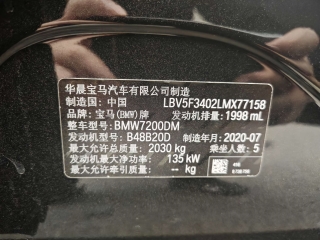 华晨宝马汽车有限公司制造
制造国：中国 LBV5F3402LMX77158
品牌：宝马(BMW)牌 发动机排量：1998 mL
整车型号：BMW7200DM
发动机型号：B48B20D 制造年月：2020-07
最大允许总质量： 2030 kg 乘坐人数：5
发动机最大净功率： 135 kW
最大允许牵引质量： -- kg